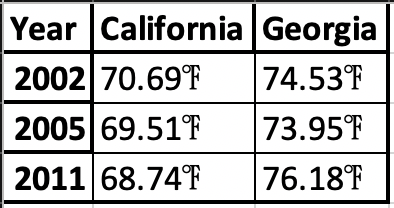 Year California Georgia
2002 70.69℉ 74.53℉
2005 69.51℉ 73.95℉
2011 68.74℉ 76.18℉